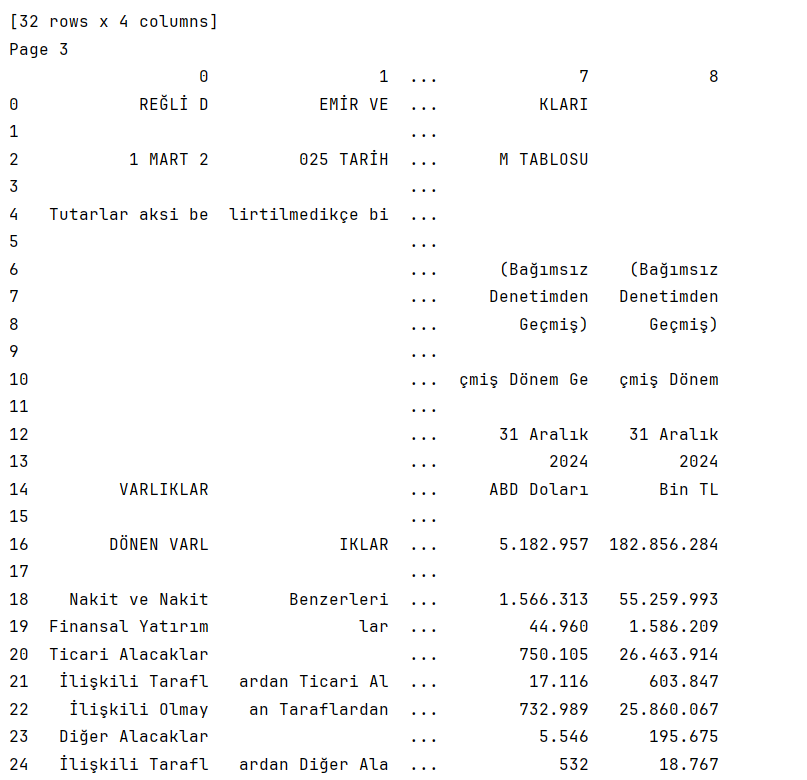 [32 rows x 4 columns]
Page 3
0 1 ... 7 8
0 REĞLİ D EMİR VE ... KLARI
1 ...
2 1 MART 2 025 TARİH ... M TABLOSU
3 ...
4 Tutarlar aksi be lirtilmedikçe bi ...
5 ...
6 ... (Bağımsız (Bağımsız
7 ... Denetimden Denetimden
8 ... Geçmiş) Geçmiş)
9 ...
10 ... çmiş Dönem Ge çmiş Dönem
11 ...
12 ... 31 Aralık 31 Aralık
13 ... 2024 2024
14 VARLIKLAR ... ABD Doları Bin TL
15 ...
16 DÖNEN VARL IKLAR ... 5.182.957 182.856.284
17 ...
18 Nakit ve Nakit Benzerleri ... 1.566.313 55.259.993
19 Finansal Yatırım lar ... 44.960 1.586.209
20 Ticari Alacaklar ... 750.105 26.463.914
21 İlişkili Tarafl ardan Ticari Al ... 17.116 603.847
22 İlişkili Olmay an Taraflardan ... 732.989 25.860.067
23 Diğer Alacaklar ... 5.546 195.675
24 İlişkili Tarafl ardan Diğer Ala ... 532 18.767